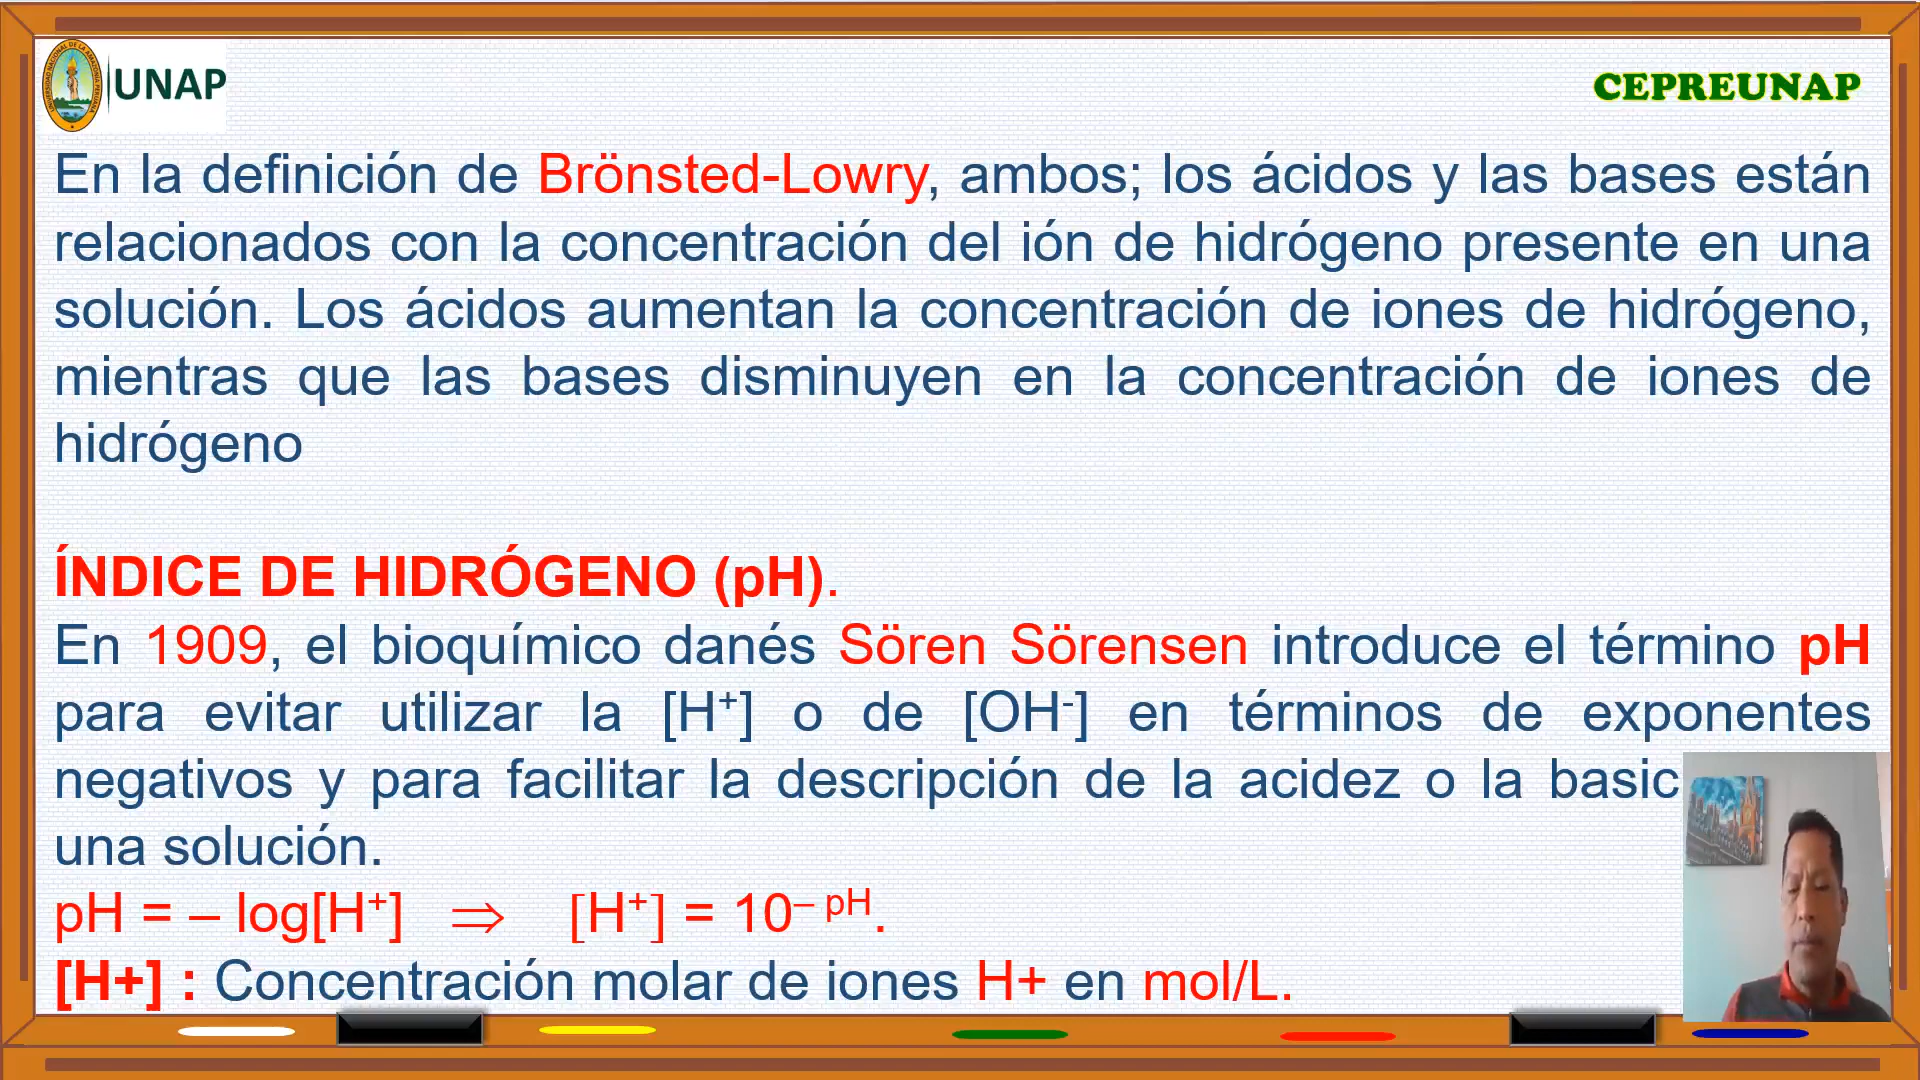 UNAP
CEPREUNAP
En la definición de Brönsted-Lowry, ambos; los ácidos y las bases están
relacionados con la concentración del ión de hidrógeno presente en una
solución. Los ácidos aumentan la concentración de iones de hidrógeno,
mientras que las bases disminuyen en la concentración de iones de
hidrógeno
ÍNDICE DE HIDRÓGENO (pH).
En 1909, el bioquímico danés Sören Sörensen introduce el término pH
para evitar utilizar la [H⁺] o de [OH⁻] en términos de exponentes
negativos y para facilitar la descripción de la acidez o la basic
una solución.
pH = – log[H⁺] ⇒ [H⁺] = 10⁻ ᵖᴴ.
[H+] : Concentración molar de iones H+ en mol/L.